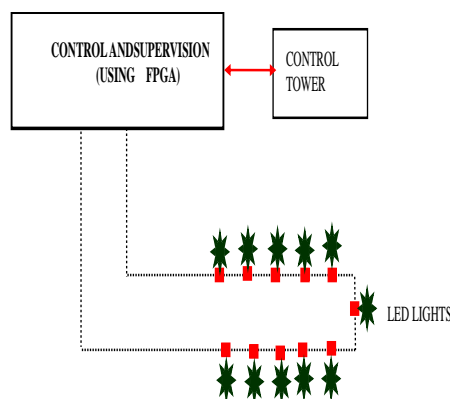 CONTROL ANDSUPERVISION
(USING FPGA)
CONTROL
TOWER
LED LIGHTS